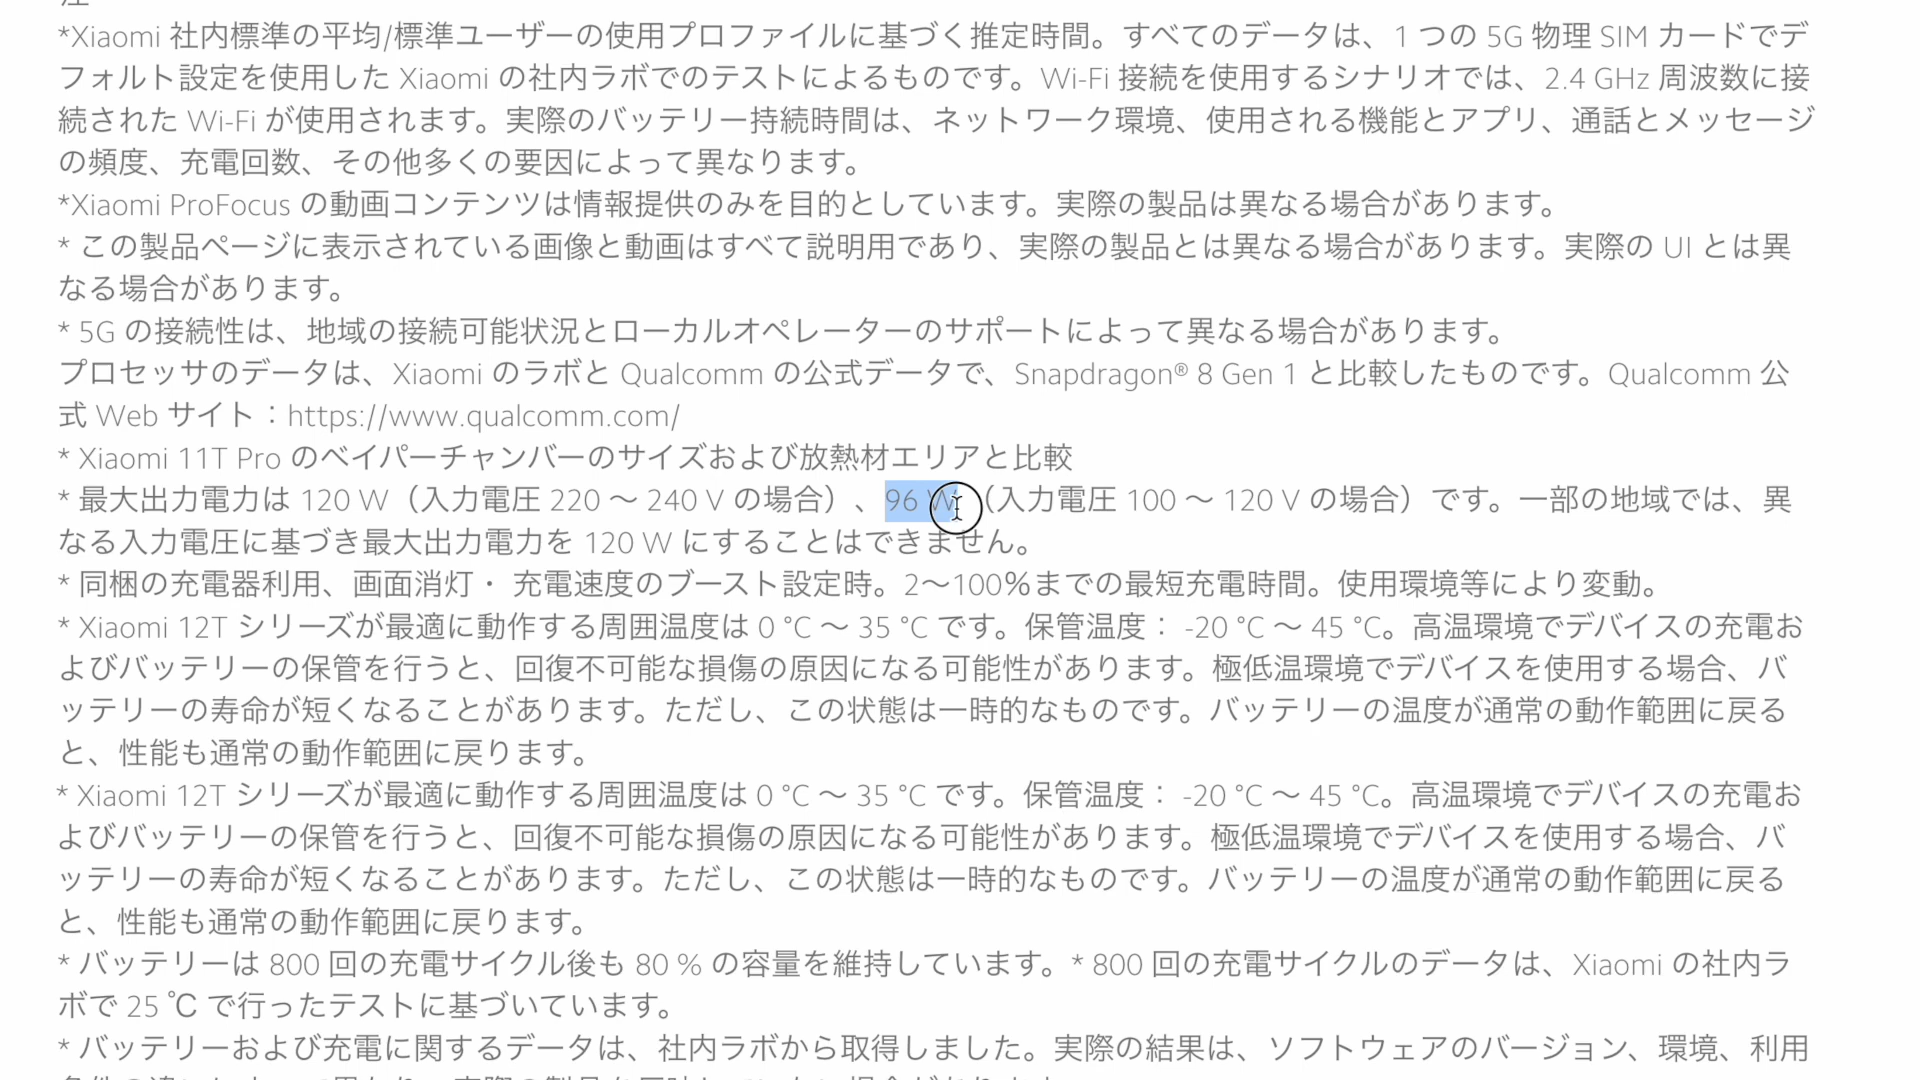 *Xiaomi 社内標準の平均/標準ユーザーの使用プロファイルに基づく推定時間。すべてのデータは、1 つの 5G 物理 SIM カードでデ
フォルト設定を使用した Xiaomi の社内ラボでのテストによるものです。Wi-Fi 接続を使用するシナリオでは、2.4 GHz 周波数に接
続された Wi-Fi が使用されます。実際のバッテリー持続時間は、ネットワーク環境、使用される機能とアプリ、通話とメッセージ
の頻度、充電回数、その他多くの要因によって異なります。
*Xiaomi ProFocus の動画コンテンツは情報提供のみを目的としています。実際の製品は異なる場合があります。
* この製品ページに表示されている画像と動画はすべて説明用であり、実際の製品とは異なる場合があります。実際の UI とは異
なる場合があります。
* 5G の接続性は、地域の接続可能状況とローカルオペレーターのサポートによって異なる場合があります。
プロセッサのデータは、Xiaomi のラボと Qualcomm の公式データで、Snapdragon® 8 Gen 1 と比較したものです。Qualcomm 公
式 Web サイト：https://www.qualcomm.com/
* Xiaomi 11T Pro のベイパーチャンバーのサイズおよび放熱材エリアと比較
* 最大出力電力は 120 W（入力電圧 220 ～ 240 V の場合）、96 W（入力電圧 100 ～ 120 V の場合）です。一部の地域では、異
なる入力電圧に基づき最大出力電力を 120 W にすることはできません。
* 同梱の充電器利用、画面消灯・ 充電速度のブースト設定時。2～100%までの最短充電時間。使用環境等により変動。
* Xiaomi 12T シリーズが最適に動作する周囲温度は 0 °C ～ 35 °C です。保管温度： -20 °C ～ 45 °C。高温環境でデバイスの充電お
よびバッテリーの保管を行うと、回復不可能な損傷の原因になる可能性があります。極低温環境でデバイスを使用する場合、バ
ッテリーの寿命が短くなることがあります。ただし、この状態は一時的なものです。バッテリーの温度が通常の動作範囲に戻る
と、性能も通常の動作範囲に戻ります。
* Xiaomi 12T シリーズが最適に動作する周囲温度は 0 °C ～ 35 °C です。保管温度： -20 °C ～ 45 °C。高温環境でデバイスの充電お
よびバッテリーの保管を行うと、回復不可能な損傷の原因になる可能性があります。極低温環境でデバイスを使用する場合、バ
ッテリーの寿命が短くなることがあります。ただし、この状態は一時的なものです。バッテリーの温度が通常の動作範囲に戻る
と、性能も通常の動作範囲に戻ります。
* バッテリーは 800 回の充電サイクル後も 80 % の容量を維持しています。* 800 回の充電サイクルのデータは、Xiaomi の社内ラ
ボで 25 ℃ で行ったテストに基づいています。
* バッテリーおよび充電に関するデータは、社内ラボから取得しました。実際の結果は、ソフトウェアのバージョン、環境、利用